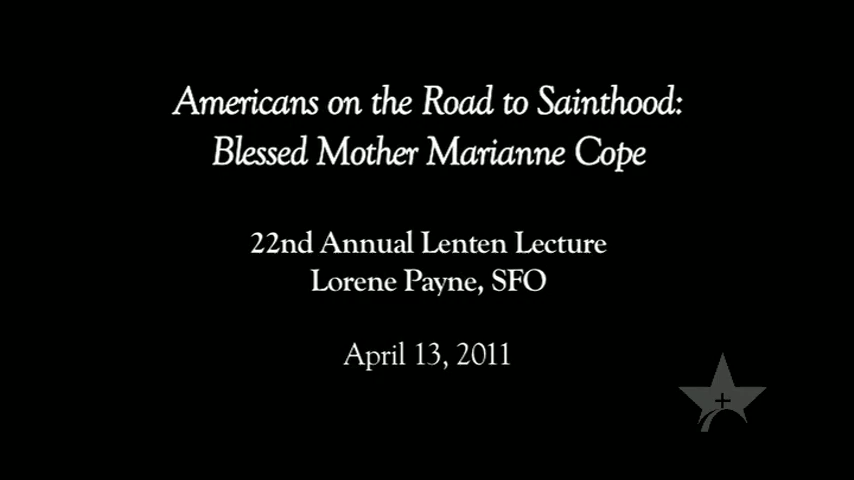 Americans on the Road to Sainthood:
Blessed Mother Marianne Cope
22nd Annual Lenten Lecture
Lorene Payne, SFO
April 13, 2011